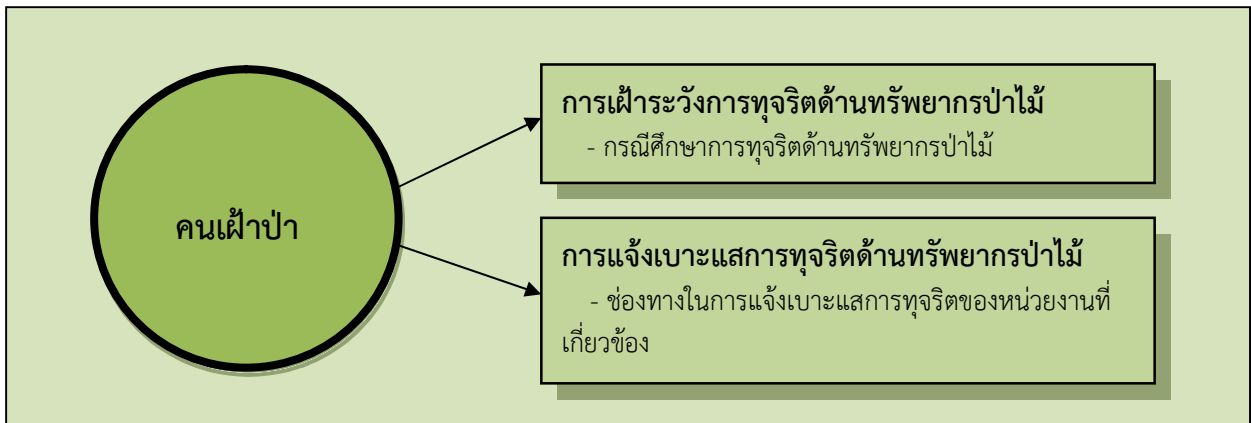 คนเฝ้าป่า
การเฝ้าระวังการทุจริตด้านทรัพยากรป่าไม้
- กรณีศึกษาการทุจริตด้านทรัพยากรป่าไม้
การแจ้งเบาะแสการทุจริตด้านทรัพยากรป่าไม้
- ช่องทางในการแจ้งเบาะแสการทุจริตของหน่วยงานที่
เกี่ยวข้อง